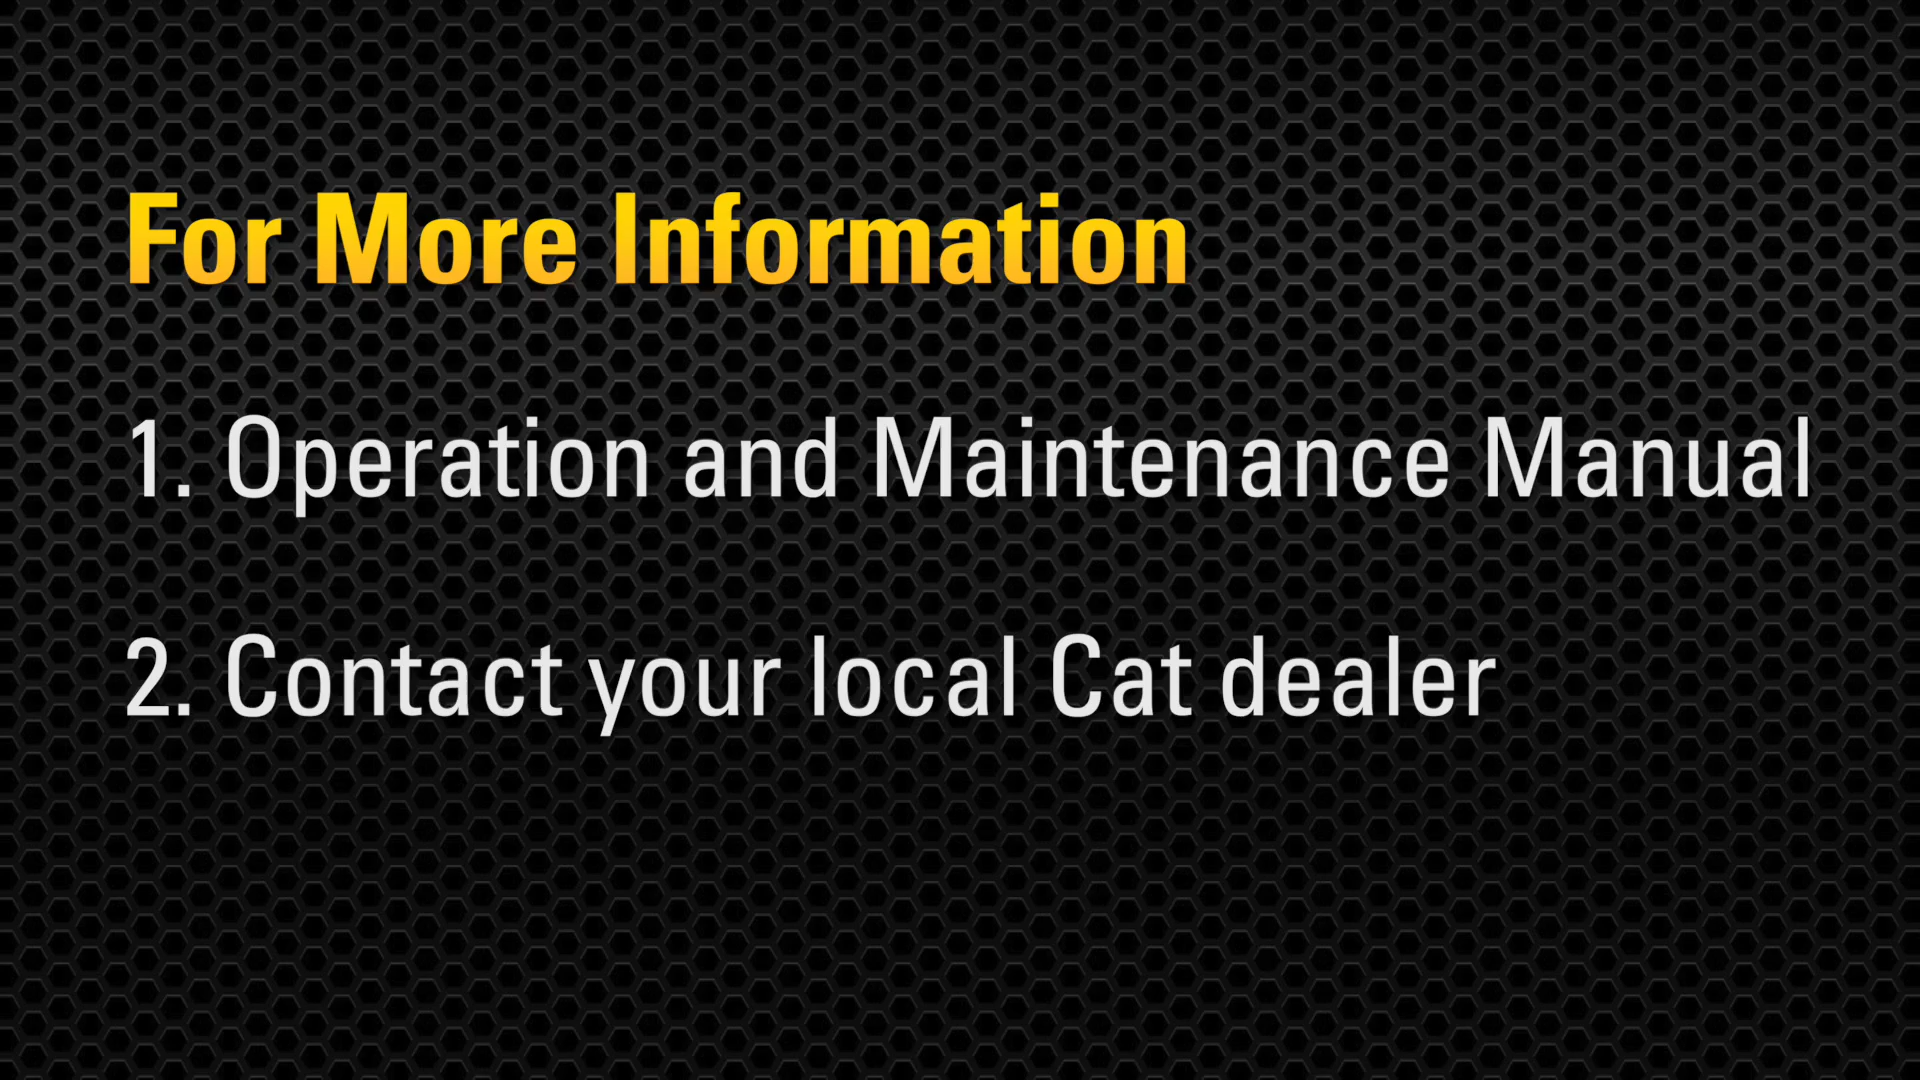 For More Information
1. Operation and Maintenance Manual
2. Contact your local Cat dealer